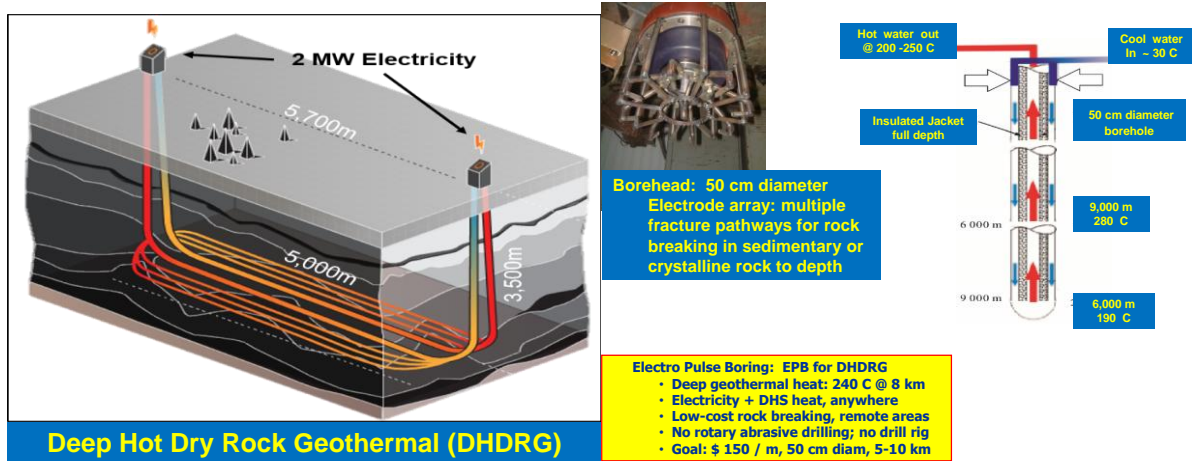 2 MW Electricity
5,700m
5,000m
3,500m
Deep Hot Dry Rock Geothermal (DHDRG)
Borehead: 50 cm diameter
Electrode array: multiple
fracture pathways for rock
breaking in sedimentary or
crystalline rock to depth
Hot water out
@ 200 -250 C
Cool water
In ~ 30 C
Insulated Jacket
full depth
50 cm diameter
borehole
9,000 m
280 C
6 000 m
9 000 m
6,000 m
190 C
Electro Pulse Boring: EPB for DHDRG
• Deep geothermal heat: 240 C @ 8 km
• Electricity + DHS heat, anywhere
• Low-cost rock breaking, remote areas
• No rotary abrasive drilling; no drill rig
• Goal: $ 150 / m, 50 cm diam, 5-10 km